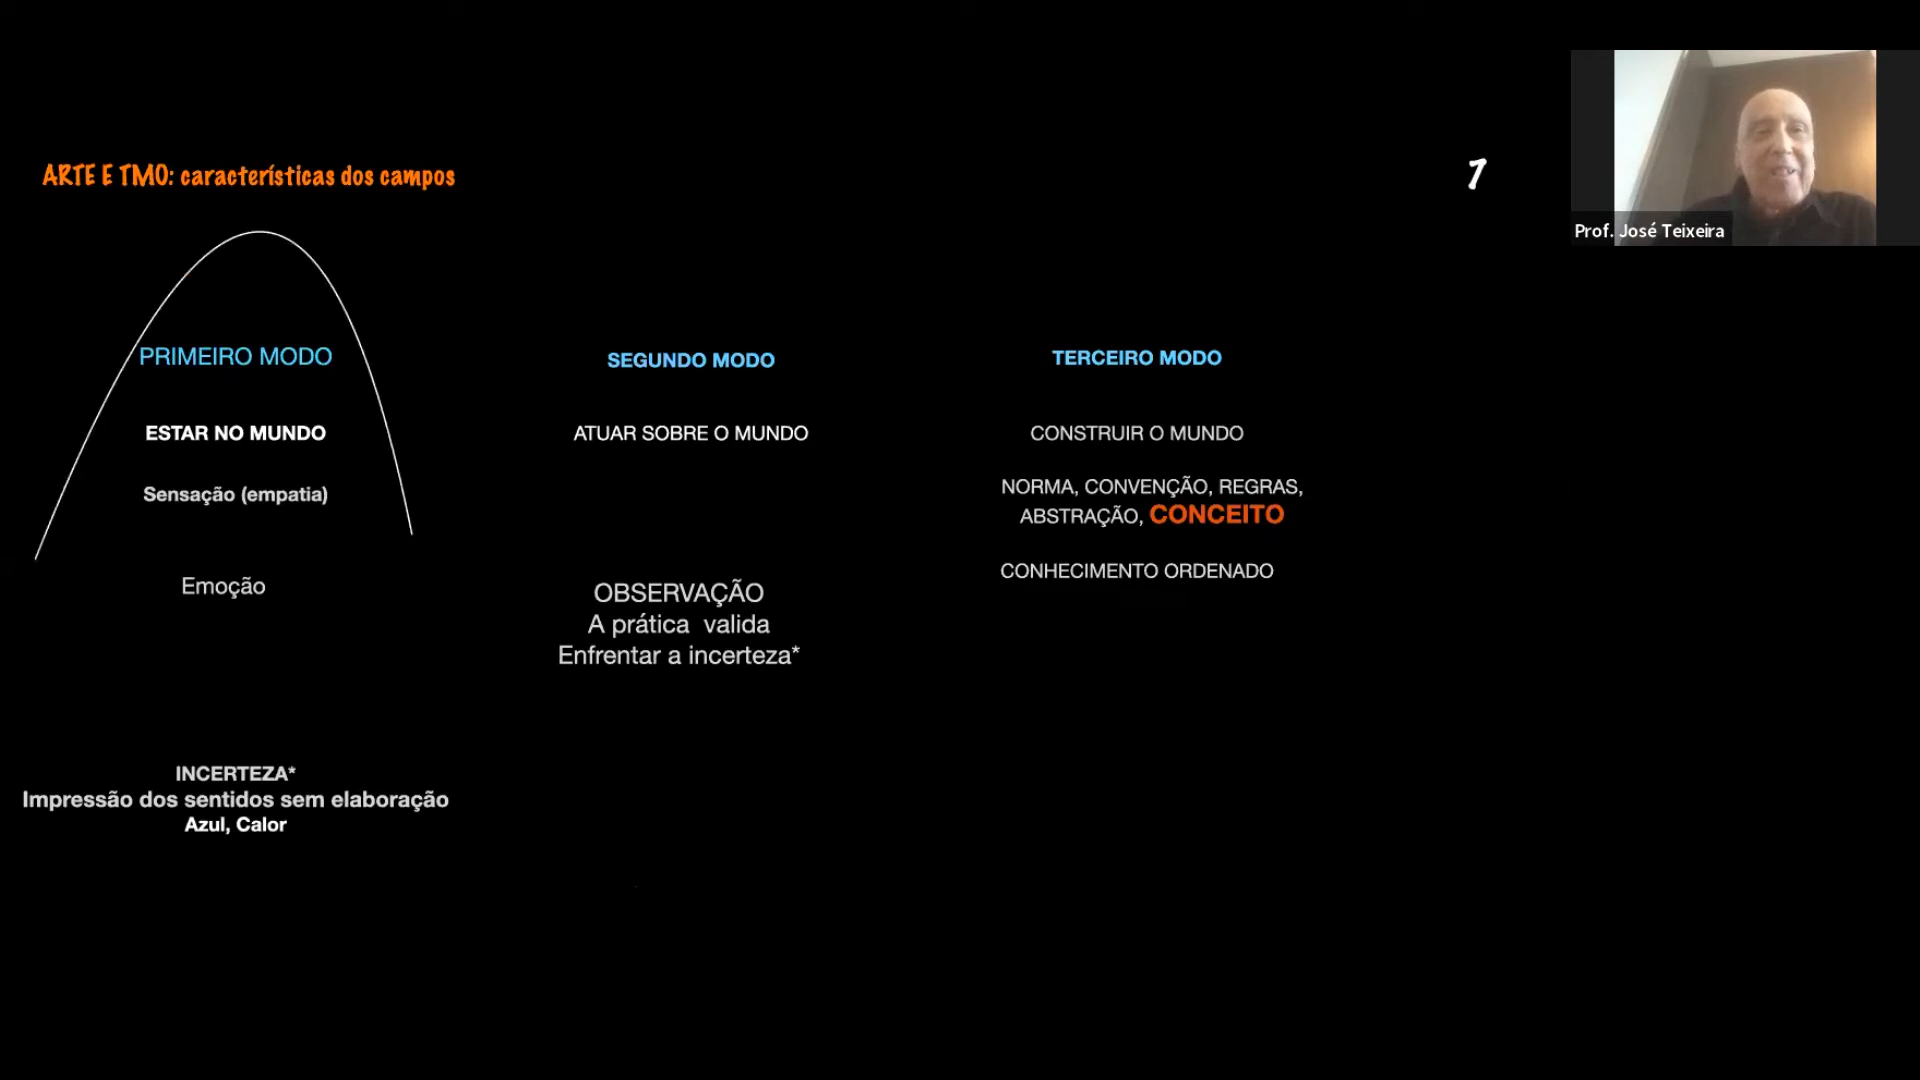 ARTE E TMO: características dos campos
1
Prof. José Teixeira
PRIMEIRO MODO
ESTAR NO MUNDO
Sensação (empatia)
Emoção
INCERTEZA*
Impressão dos sentidos sem elaboração
Azul, Calor
SEGUNDO MODO
ATUAR SOBRE O MUNDO
OBSERVAÇÃO
A prática valida
Enfrentar a incerteza*
TERCEIRO MODO
CONSTRUIR O MUNDO
NORMA, CONVENÇÃO, REGRAS,
ABSTRAÇÃO, CONCEITO
CONHECIMENTO ORDENADO